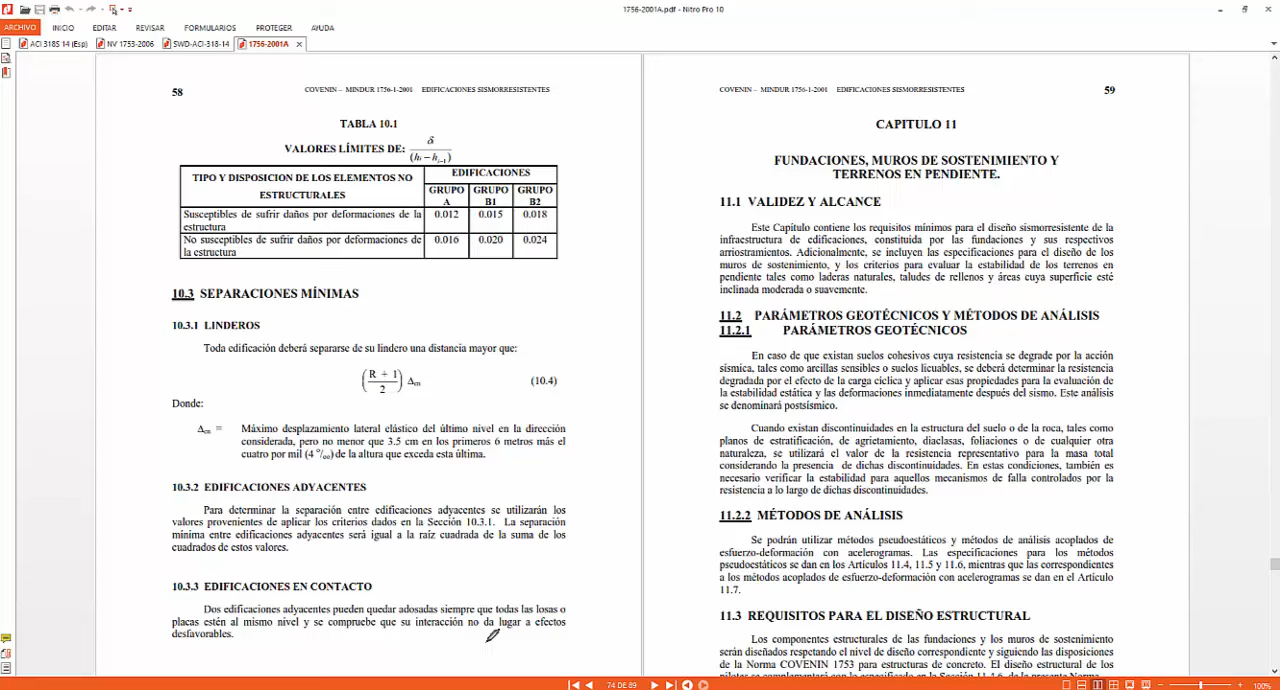 1756-2001A.pdf - Nitro Pro 10
ARCHIVO INICIO EDITAR REVISAR FORMULARIOS PROTEGER AYUDA
ACI 318S 14 (Esp) NV 1753-2006 SWD-ACI-318-14 1756-2001A
58 COVENIN – MINDUR 1756-1-2001 EDIFICACIONES SISMORRESISTENTES
TABLA 10.1
VALORES LÍMITES DE: δi / (hi – hi-1)
TIPO Y DISPOSICION DE LOS ELEMENTOS NO ESTRUCTURALES
EDIFICACIONES
GRUPO A GRUPO B1 GRUPO B2
Susceptibles de sufrir daños por deformaciones de la 0.012 0.015 0.018
estructura
No susceptibles de sufrir daños por deformaciones de 0.016 0.020 0.024
la estructura
10.3 SEPARACIONES MÍNIMAS
10.3.1 LINDEROS
Toda edificación deberá separarse de su lindero una distancia mayor que:
(R + 1 / 2) Δm (10.4)
Donde:
Δm = Máximo desplazamiento lateral elástico del último nivel en la dirección
considerada, pero no menor que 3.5 cm en los primeros 6 metros más el
cuatro por mil (4 º/oo) de la altura que exceda esta última.
10.3.2 EDIFICACIONES ADYACENTES
Para determinar la separación entre edificaciones adyacentes se utilizarán los
valores provenientes de aplicar los criterios dados en la Sección 10.3.1. La separación
mínima entre edificaciones adyacentes será igual a la raíz cuadrada de la suma de los
cuadrados de estos valores.
10.3.3 EDIFICACIONES EN CONTACTO
Dos edificaciones adyacentes pueden quedar adosadas siempre que todas las losas o
placas estén al mismo nivel y se compruebe que su interacción no da lugar a efectos
desfavorables.
COVENIN – MINDUR 1756-1-2001 EDIFICACIONES SISMORRESISTENTES 59
CAPITULO 11
FUNDACIONES, MUROS DE SOSTENIMIENTO Y
TERRENOS EN PENDIENTE.
11.1 VALIDEZ Y ALCANCE
Este Capítulo contiene los requisitos mínimos para el diseño sismorresistente de la
infraestructura de edificaciones, constituida por las fundaciones y sus respectivos
arriostramientos. Adicionalmente, se incluyen las especificaciones para el diseño de los
muros de sostenimiento, y los criterios para evaluar la estabilidad de los terrenos en
pendiente tales como laderas naturales, taludes de rellenos y áreas cuya superficie esté
inclinada moderada o suavemente.
11.2 PARÁMETROS GEOTÉCNICOS Y MÉTODOS DE ANÁLISIS
11.2.1 PARÁMETROS GEOTÉCNICOS
En caso de que existan suelos cohesivos cuya resistencia se degrade por la acción
sísmica, tales como arcillas sensibles o suelos licuables, se deberá determinar la resistencia
degradada por el efecto de la carga cíclica y aplicar esas propiedades para la evaluación de
la estabilidad estática y las deformaciones inmediatamente después del sismo. Este análisis
se denominará postsísmico.
Cuando existan discontinuidades en la estructura del suelo o de la roca, tales como
planos de estratificación, de agrietamiento, diaclasas, foliaciones o de cualquier otra
naturaleza, se utilizará el valor de la resistencia representativo para la masa total
considerando la presencia de dichas discontinuidades. En estas condiciones, también es
necesario verificar la estabilidad para aquellos mecanismos de falla controlados por la
resistencia a lo largo de dichas discontinuidades.
11.2.2 MÉTODOS DE ANÁLISIS
Se podrán utilizar métodos pseudoestáticos y métodos de análisis acoplados de
esfuerzo-deformación con acelerogramas. Las especificaciones para los métodos
pseudoestáticos se dan en los Artículos 11.4, 11.5 y 11.6, mientras que las correspondientes
a los métodos acoplados de esfuerzo-deformación con acelerogramas se dan en el Artículo
11.7.
11.3 REQUISITOS PARA EL DISEÑO ESTRUCTURAL
Los componentes estructurales de las fundaciones y los muros de sostenimiento
serán diseñados respetando el nivel de diseño correspondiente y siguiendo las disposiciones
de la Norma COVENIN 1753 para estructuras de concreto. El diseño estructural de los
74 DE 89 100%